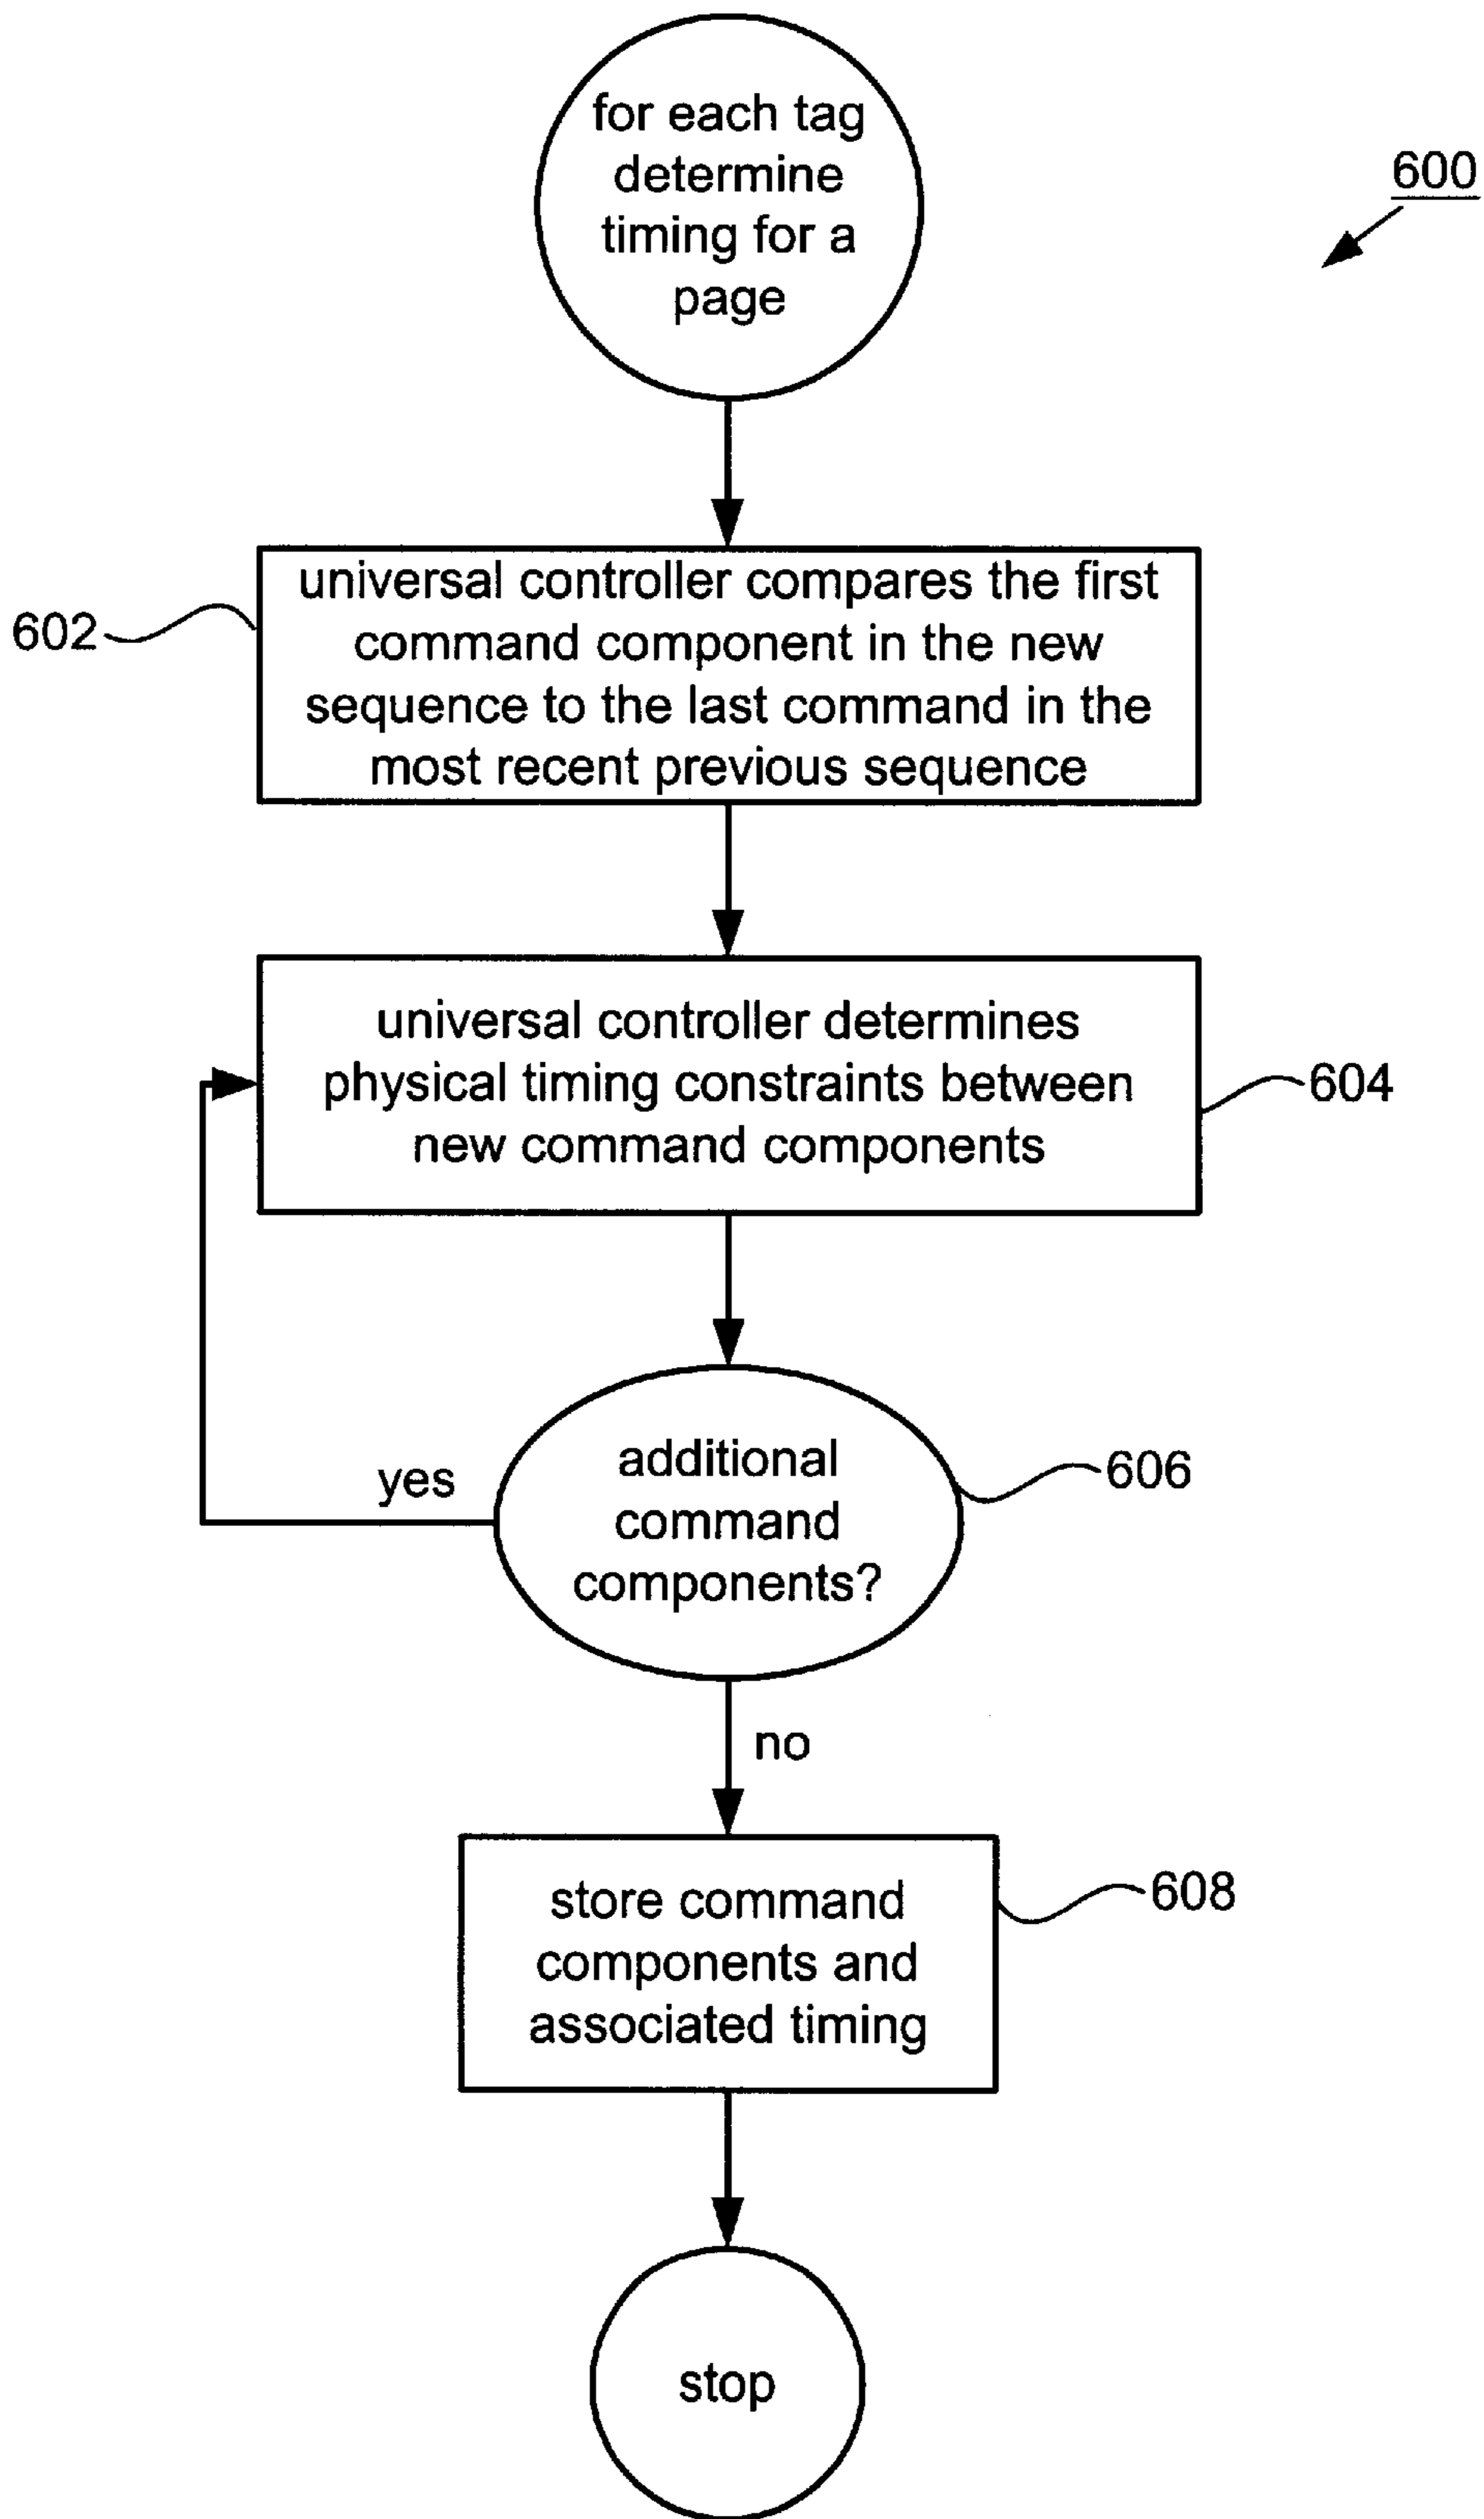 for each tag
determine
timing for a
page
600
universal controller compares the first
command component in the new
sequence to the last command in the
most recent previous sequence
602
universal controller determines
physical timing constraints between
new command components
604
additional
command
components?
606
yes
no
store command
components and
associated timing
608
stop